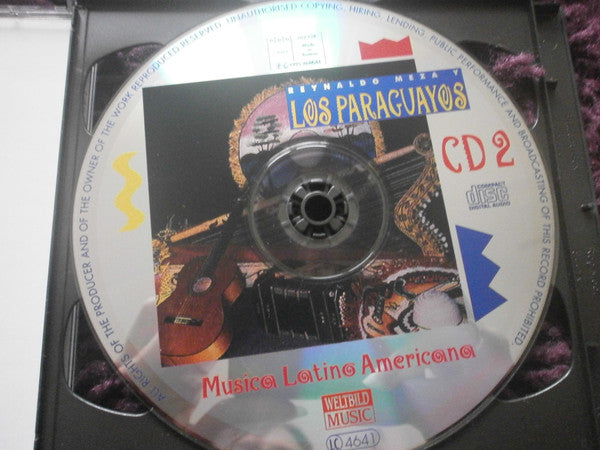 ALL RIGHTS OF THE PRODUCER AND OF THE OWNER OF THE WORK REPRODUCED RESERVED. UNAUTHORISED COPYING, HIRING, LENDING, PUBLIC PERFORMANCE AND BROADCASTING OF THIS RECORD PROHIBITED
REYNALDO MEZA Y
LOS PARAGUAYOS
CD 2
COMPACT
disc
DIGITAL AUDIO
Musica Latino Americana
WELTBILD
MUSIC
LC 4641